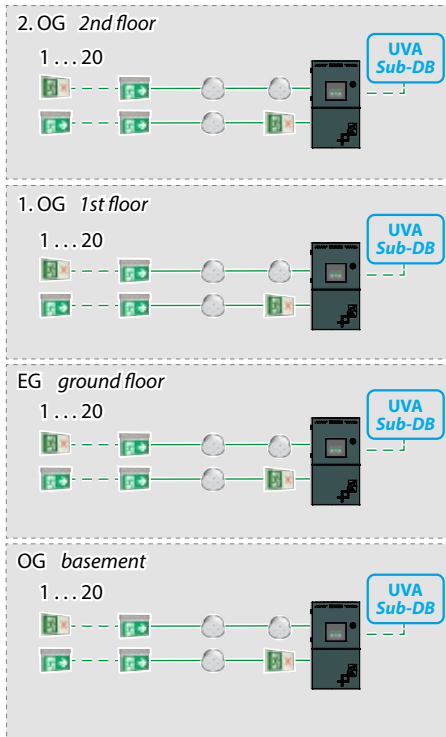 2. OG 2nd floor
1 . . . 20
UVA
Sub-DB
1. OG 1st floor
1 . . . 20
UVA
Sub-DB
EG ground floor
1 . . . 20
UVA
Sub-DB
OG basement
1 . . . 20
UVA
Sub-DB